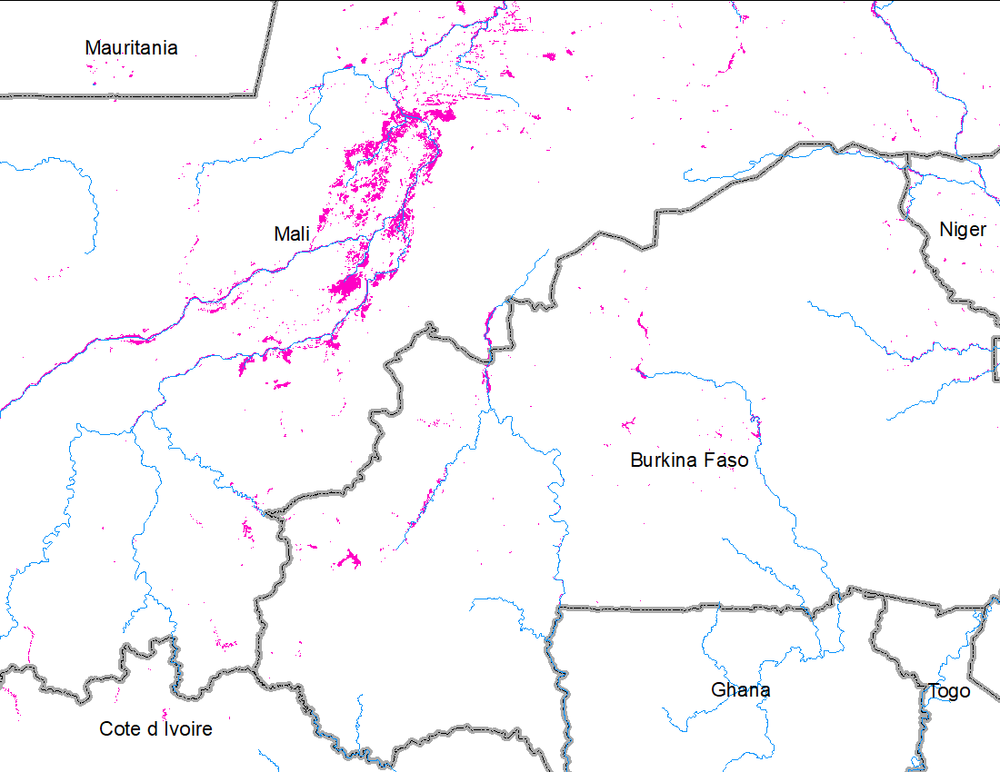 Mauritania
Mali
Niger
Burkina Faso
Ghana
Togo
Cote d Ivoire